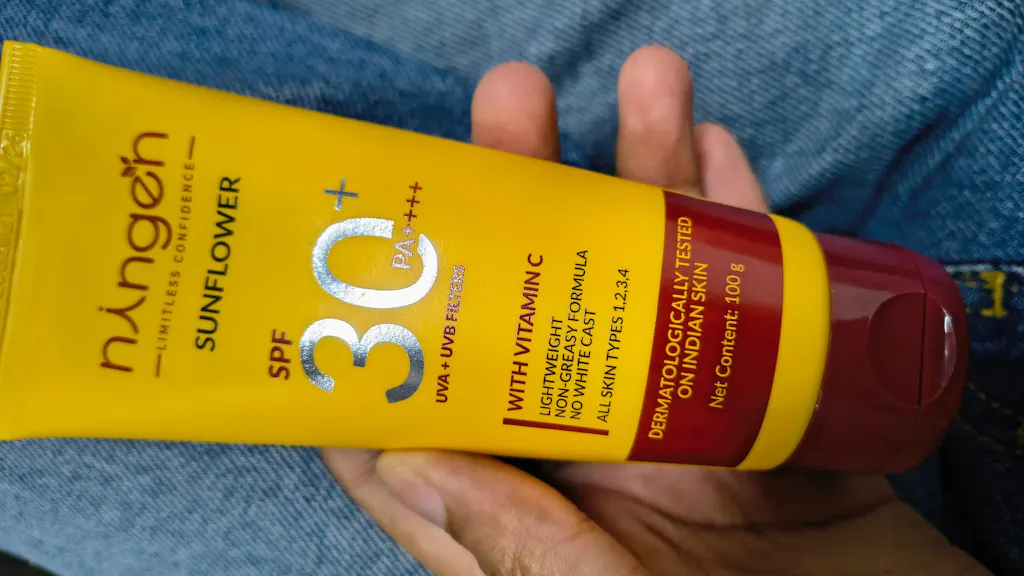 ningen
LIMITLESS CONFIDENCE
SUNFLOWER
SPF
30+
PA++++
UVA + UVB FILTERS
WITH VITAMIN C
LIGHTWEIGHT
NON-GREASY FORMULA
NO WHITE CAST
ALL SKIN TYPES 1,2,3,4
DERMATOLOGICALLY TESTED
ON INDIAN SKIN
Net Content: 100 g